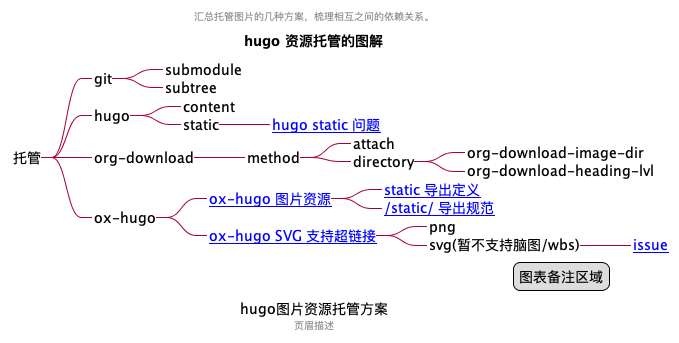 汇总托管图片的几种方案，梳理相互之间的依赖关系。
hugo 资源托管的图解
托管
git
submodule
subtree
hugo
content
static
hugo static 问题
org-download
method
attach
directory
org-download-image-dir
org-download-heading-lvl
ox-hugo
ox-hugo 图片资源
static 导出定义
/static/ 导出规范
ox-hugo SVG 支持超链接
png
svg(暂不支持脑图/wbs)
issue
图表备注区域
hugo图片资源托管方案
页眉描述